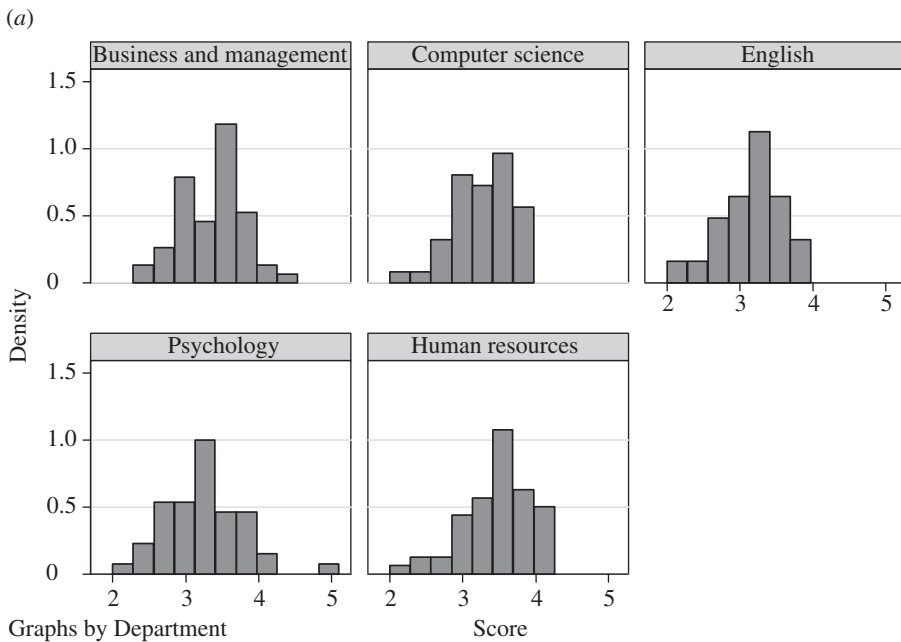 (a)
Business and management Computer science English
1.5
1.0
0.5
0
2 3 4 5
Density
Psychology Human resources
1.5
1.0
0.5
0
2 3 4 5 2 3 4 5
Graphs by Department Score